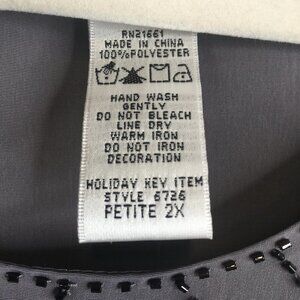 RN21661
MADE IN CHINA
100%POLYESTER
HAND WASH
GENTLY
DO NOT BLEACH
LINE DRY
WARM IRON
DO NOT IRON
DECORATION
HOLIDAY KEY ITEM
STYLE 6726
PETITE 2X